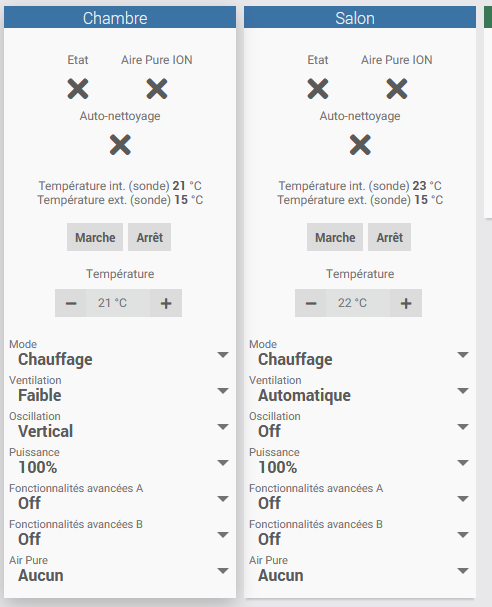 Chambre
Etat Aire Pure ION
Auto-nettoyage
Température int. (sonde) 21 °C
Température ext. (sonde) 15 °C
Marche Arrêt
Température
− 21 °C +
Mode
Chauffage
Ventilation
Faible
Oscillation
Vertical
Puissance
100%
Fonctionnalités avancées A
Off
Fonctionnalités avancées B
Off
Air Pure
Aucun
Salon
Etat Aire Pure ION
Auto-nettoyage
Température int. (sonde) 23 °C
Température ext. (sonde) 15 °C
Marche Arrêt
Température
− 22 °C +
Mode
Chauffage
Ventilation
Automatique
Oscillation
Off
Puissance
100%
Fonctionnalités avancées A
Off
Fonctionnalités avancées B
Off
Air Pure
Aucun